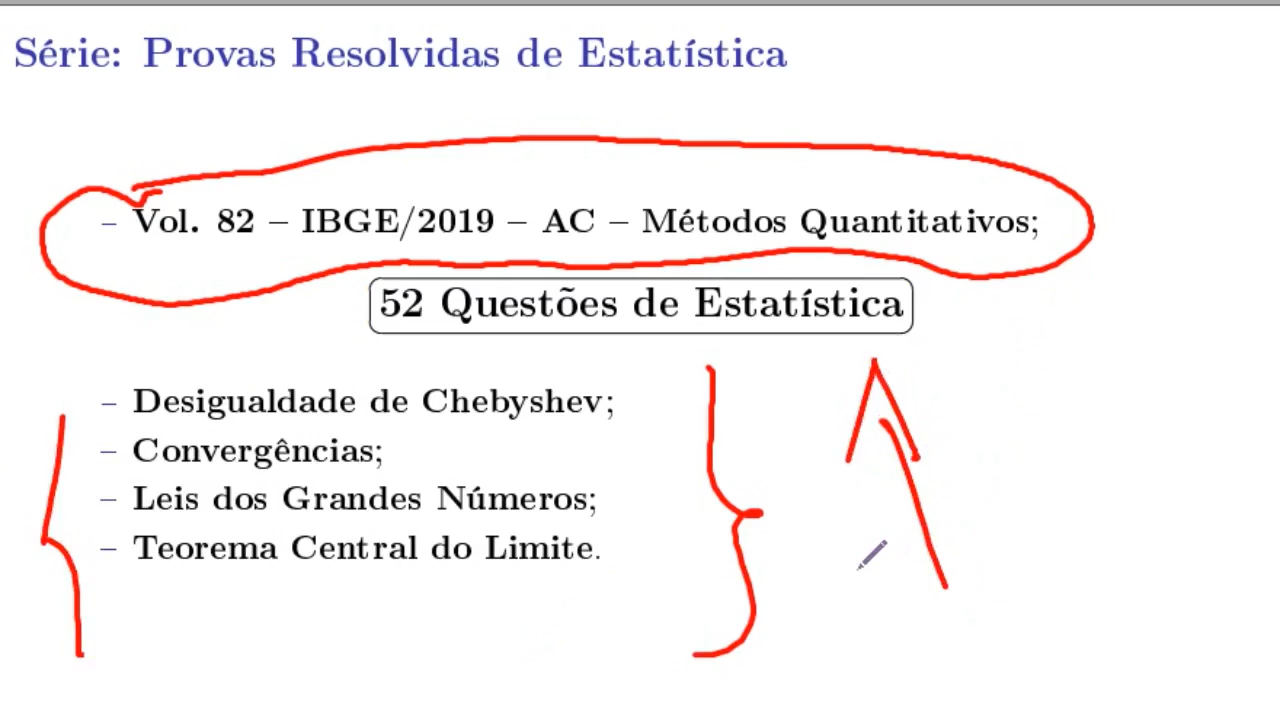 Série: Provas Resolvidas de Estatística
– Vol. 82 – IBGE/2019 – AC – Métodos Quantitativos;
52 Questões de Estatística
– Desigualdade de Chebyshev;
– Convergências;
– Leis dos Grandes Números;
– Teorema Central do Limite.